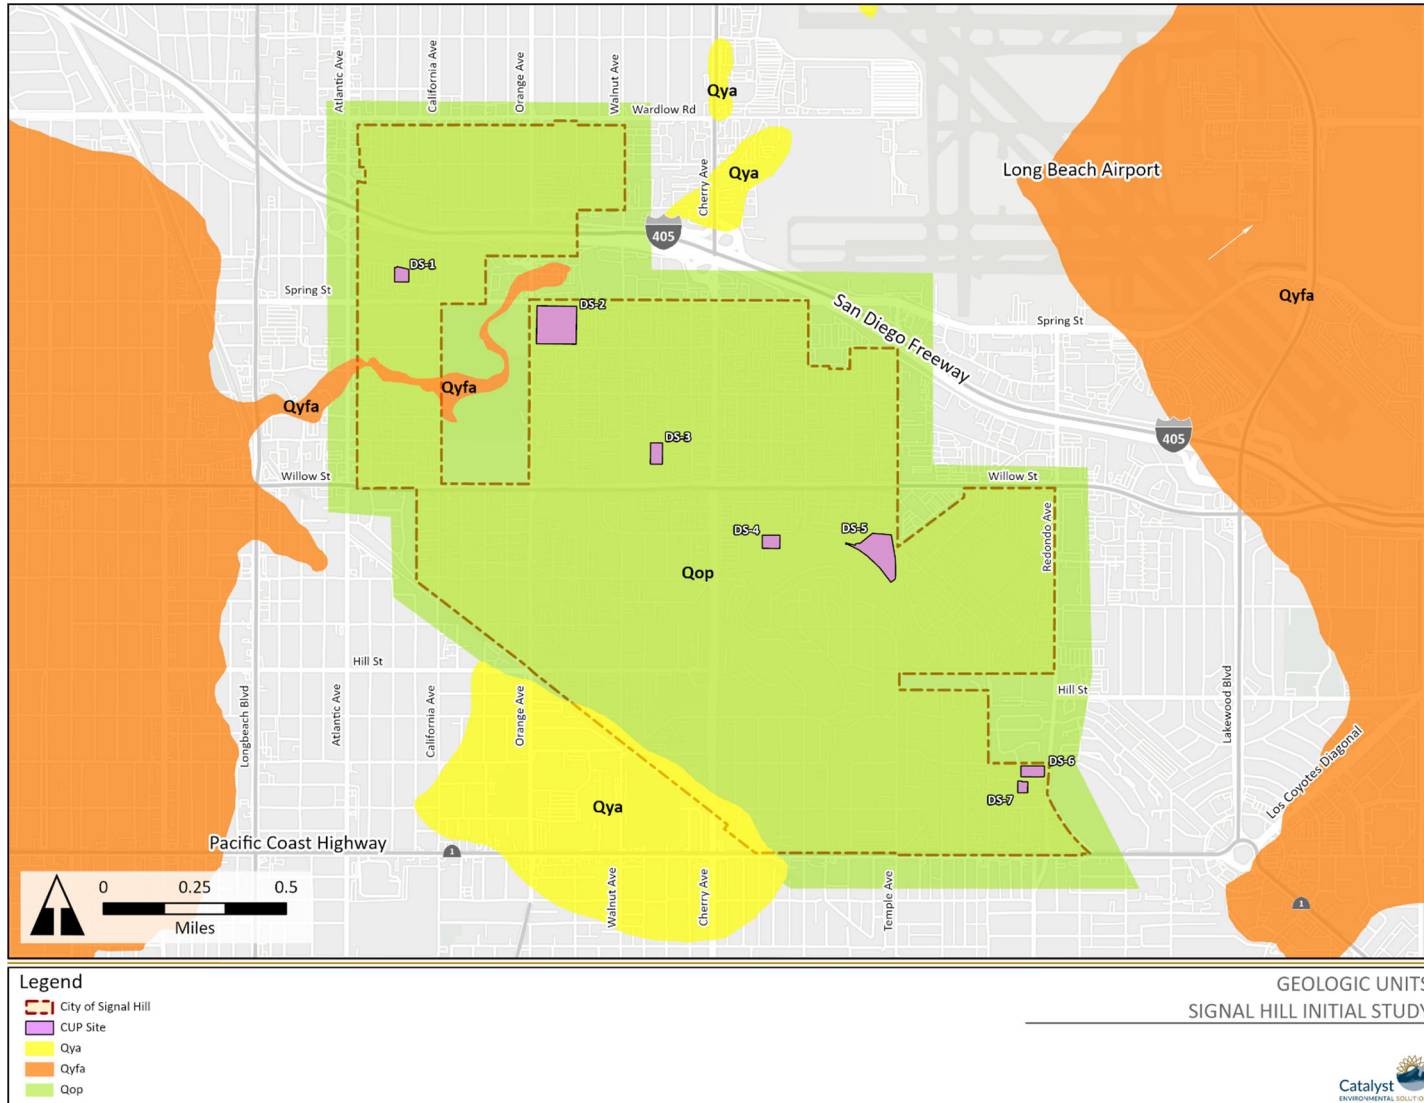 Atlantic Ave
California Ave
Orange Ave
Walnut Ave
Wardlow Rd
Qya
Cherry Ave
Qya
Long Beach Airport
405
DS-1
Spring St
DS-2
San Diego Freeway
Spring St
Qyfa
Qyfa
Qyfa
DS-3
405
Willow St
Willow St
DS-4
DS-5
Redondo Ave
Qop
Hill St
Hill St
Longbeach Blvd
Atlantic Ave
California Ave
Orange Ave
Lakewood Blvd
Los Coyotes Diagonal
DS-6
DS-7
Qya
Pacific Coast Highway
1
Walnut Ave
Cherry Ave
Temple Ave
1
0 0.25 0.5
Miles
Legend
City of Signal Hill
CUP Site
Qya
Qyfa
Qop
GEOLOGIC UNITS
SIGNAL HILL INITIAL STUDY
Catalyst
ENVIRONMENTAL SOLUTIO